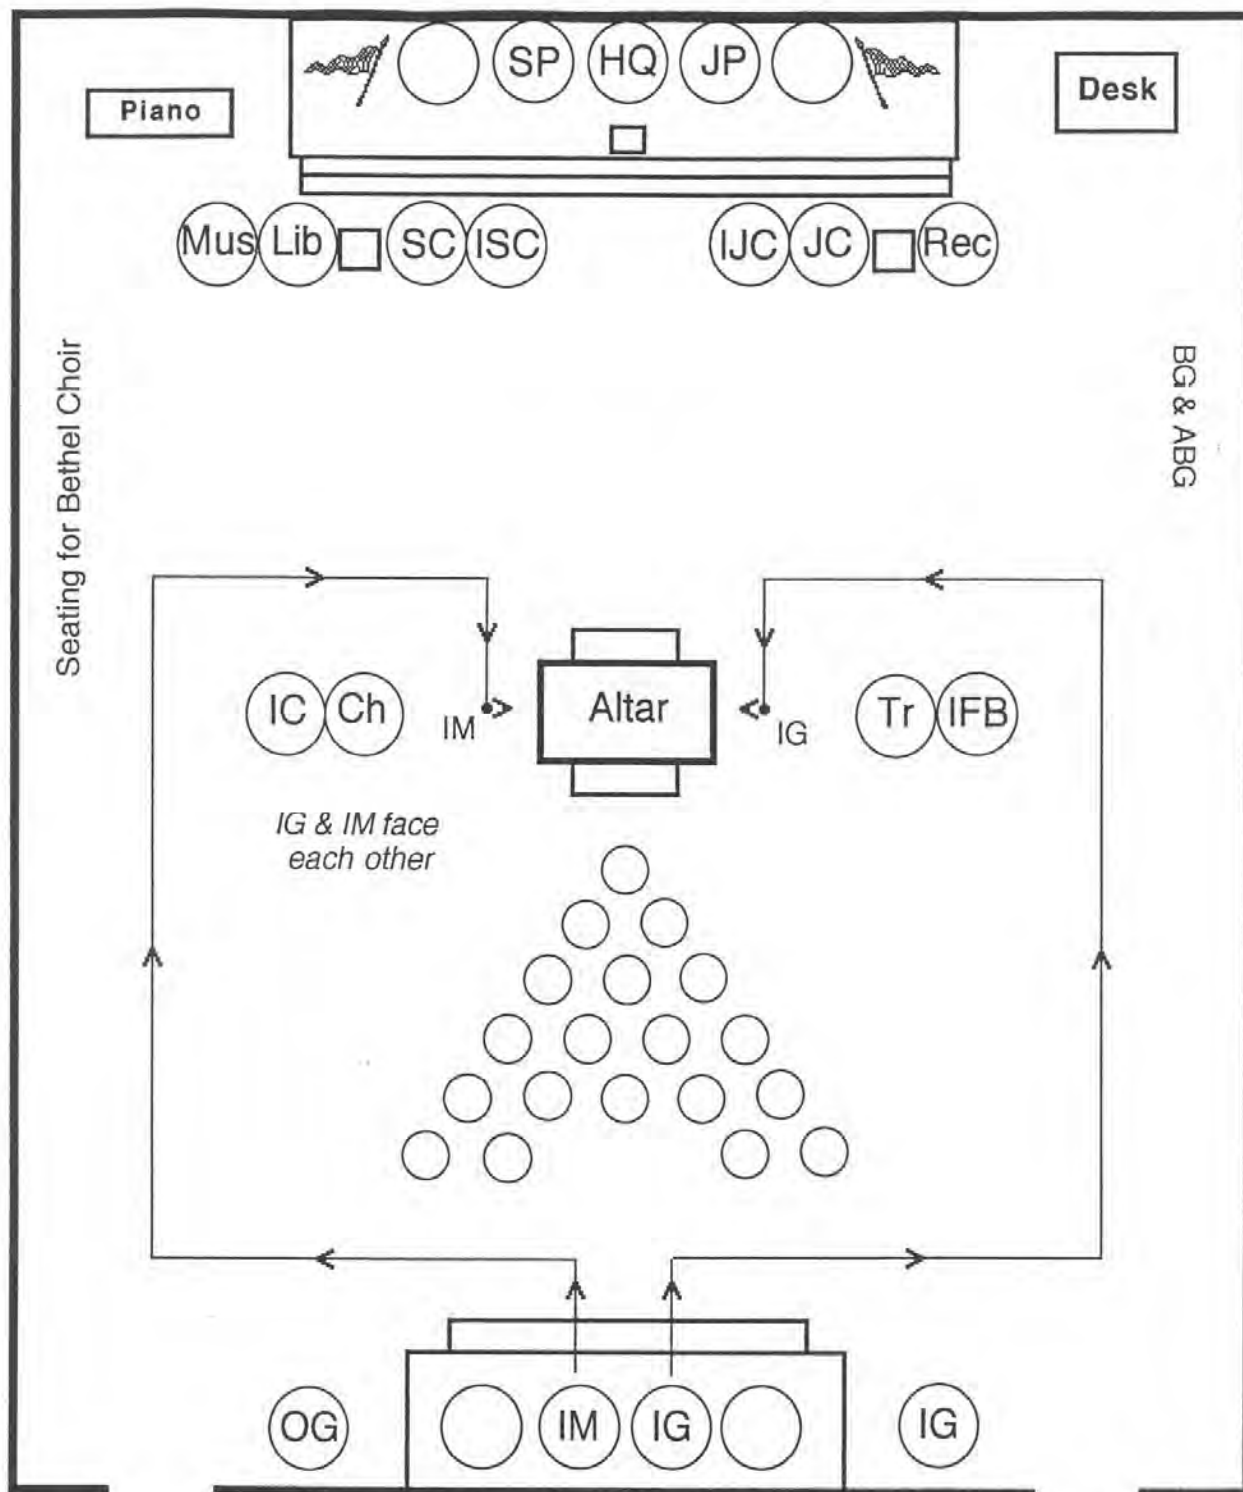 SP HQ JP
Piano
Desk
Mus Lib SC ISC IJC JC Rec
Seating for Bethel Choir
BG & ABG
IC Ch IM Altar IG Tr IFB
IG & IM face
each other
OG IM IG IG